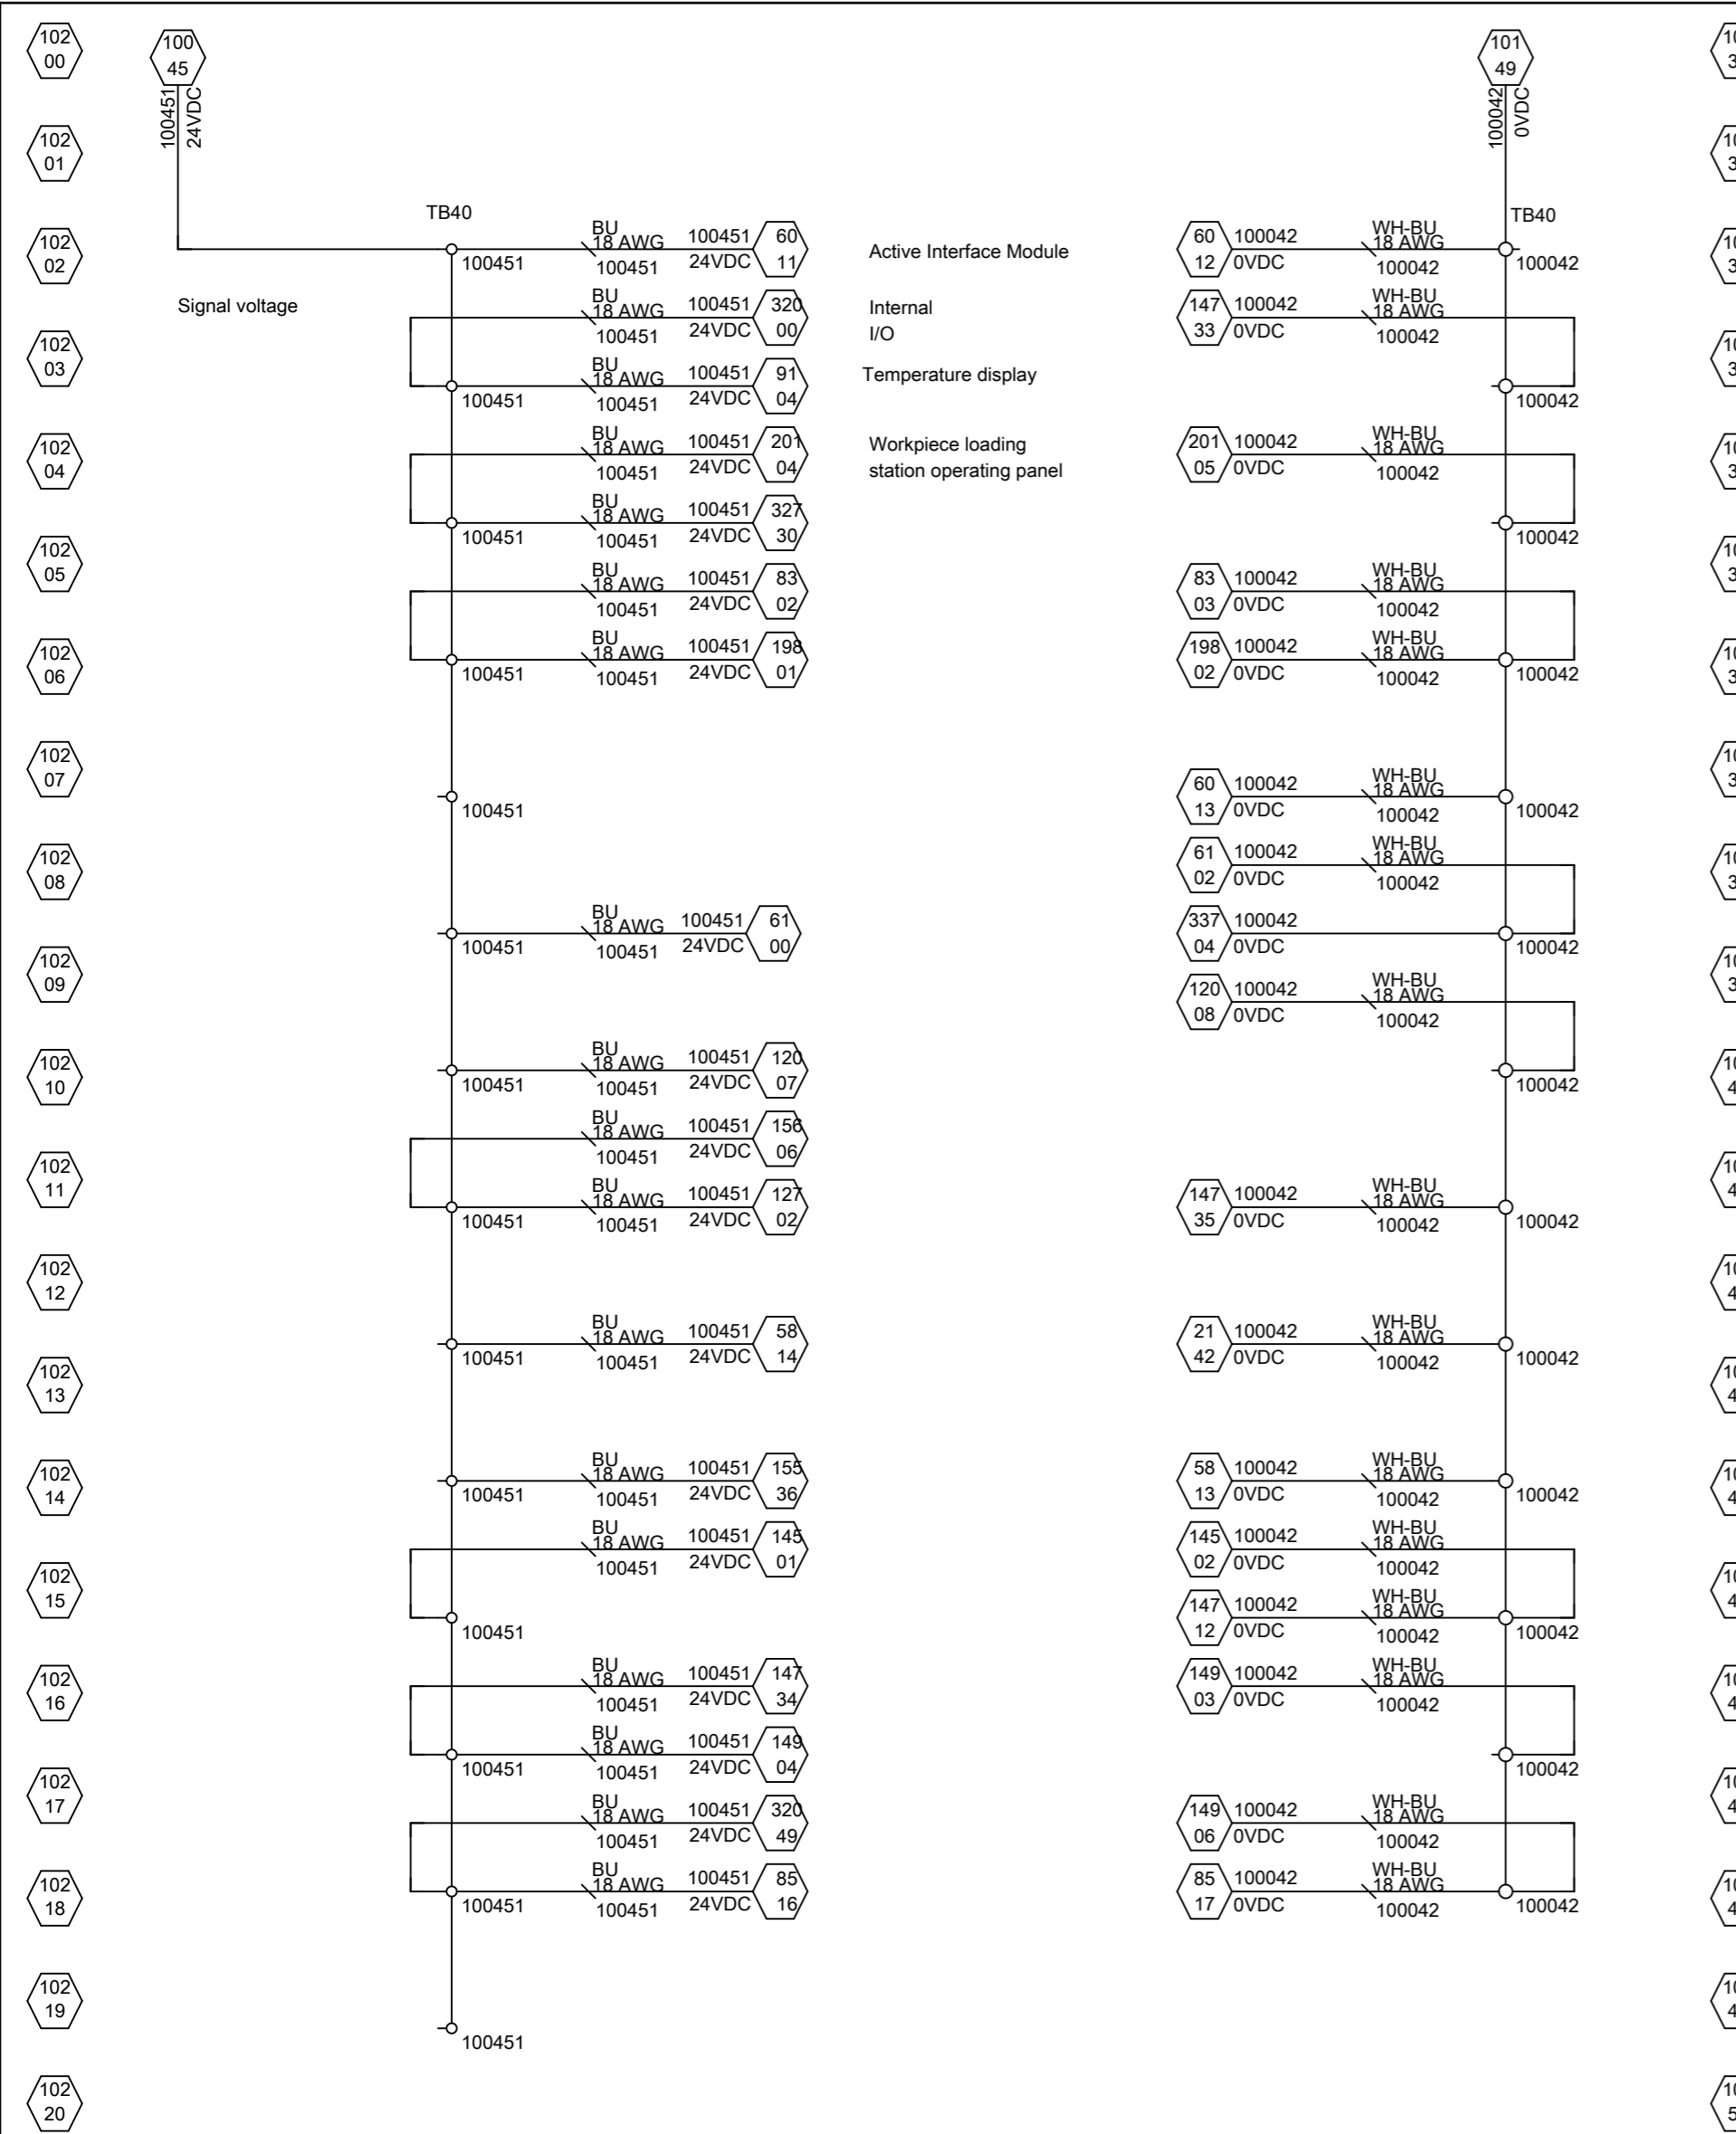 102
00
100
45
101
49
100451
24VDC
100042
0VDC
102
01
TB40
TB40
102
02
BU
18 AWG
100451
60
100451
100451
24VDC
11
Active Interface Module
60
100042
WH-BU
18 AWG
12
0VDC
100042
100042
Signal voltage
BU
18 AWG
100451
320
100451
24VDC
00
Internal
I/O
147
100042
WH-BU
18 AWG
33
0VDC
100042
102
03
BU
18 AWG
100451
91
100451
100451
24VDC
04
Temperature display
100042
102
04
BU
18 AWG
100451
201
100451
24VDC
04
Workpiece loading
station operating panel
201
100042
WH-BU
18 AWG
05
0VDC
100042
BU
18 AWG
100451
327
100451
100451
24VDC
30
100042
102
05
BU
18 AWG
100451
83
100451
24VDC
02
83
100042
WH-BU
18 AWG
03
0VDC
100042
102
06
BU
18 AWG
100451
198
100451
100451
24VDC
01
198
100042
WH-BU
18 AWG
02
0VDC
100042
100042
102
07
100451
60
100042
WH-BU
18 AWG
13
0VDC
100042
100042
102
08
61
100042
WH-BU
18 AWG
02
0VDC
100042
BU
18 AWG
100451
61
100451
100451
24VDC
00
337
100042
04
0VDC
100042
102
09
120
100042
WH-BU
18 AWG
08
0VDC
100042
102
10
BU
18 AWG
100451
120
100451
100451
24VDC
07
100042
BU
18 AWG
100451
156
100451
24VDC
06
102
11
BU
18 AWG
100451
127
100451
100451
24VDC
02
147
100042
WH-BU
18 AWG
35
0VDC
100042
100042
102
12
BU
18 AWG
100451
58
100451
100451
24VDC
14
21
100042
WH-BU
18 AWG
42
0VDC
100042
100042
102
13
102
14
BU
18 AWG
100451
155
100451
100451
24VDC
36
58
100042
WH-BU
18 AWG
13
0VDC
100042
100042
BU
18 AWG
100451
145
100451
24VDC
01
145
100042
WH-BU
18 AWG
02
0VDC
100042
102
15
100451
147
100042
WH-BU
18 AWG
12
0VDC
100042
100042
102
16
BU
18 AWG
100451
147
100451
24VDC
34
149
100042
WH-BU
18 AWG
03
0VDC
100042
BU
18 AWG
100451
149
100451
100451
24VDC
04
100042
102
17
BU
18 AWG
100451
320
100451
24VDC
49
149
100042
WH-BU
18 AWG
06
0VDC
100042
102
18
BU
18 AWG
100451
85
100451
100451
24VDC
16
85
100042
WH-BU
18 AWG
17
0VDC
100042
100042
102
19
100451
102
20